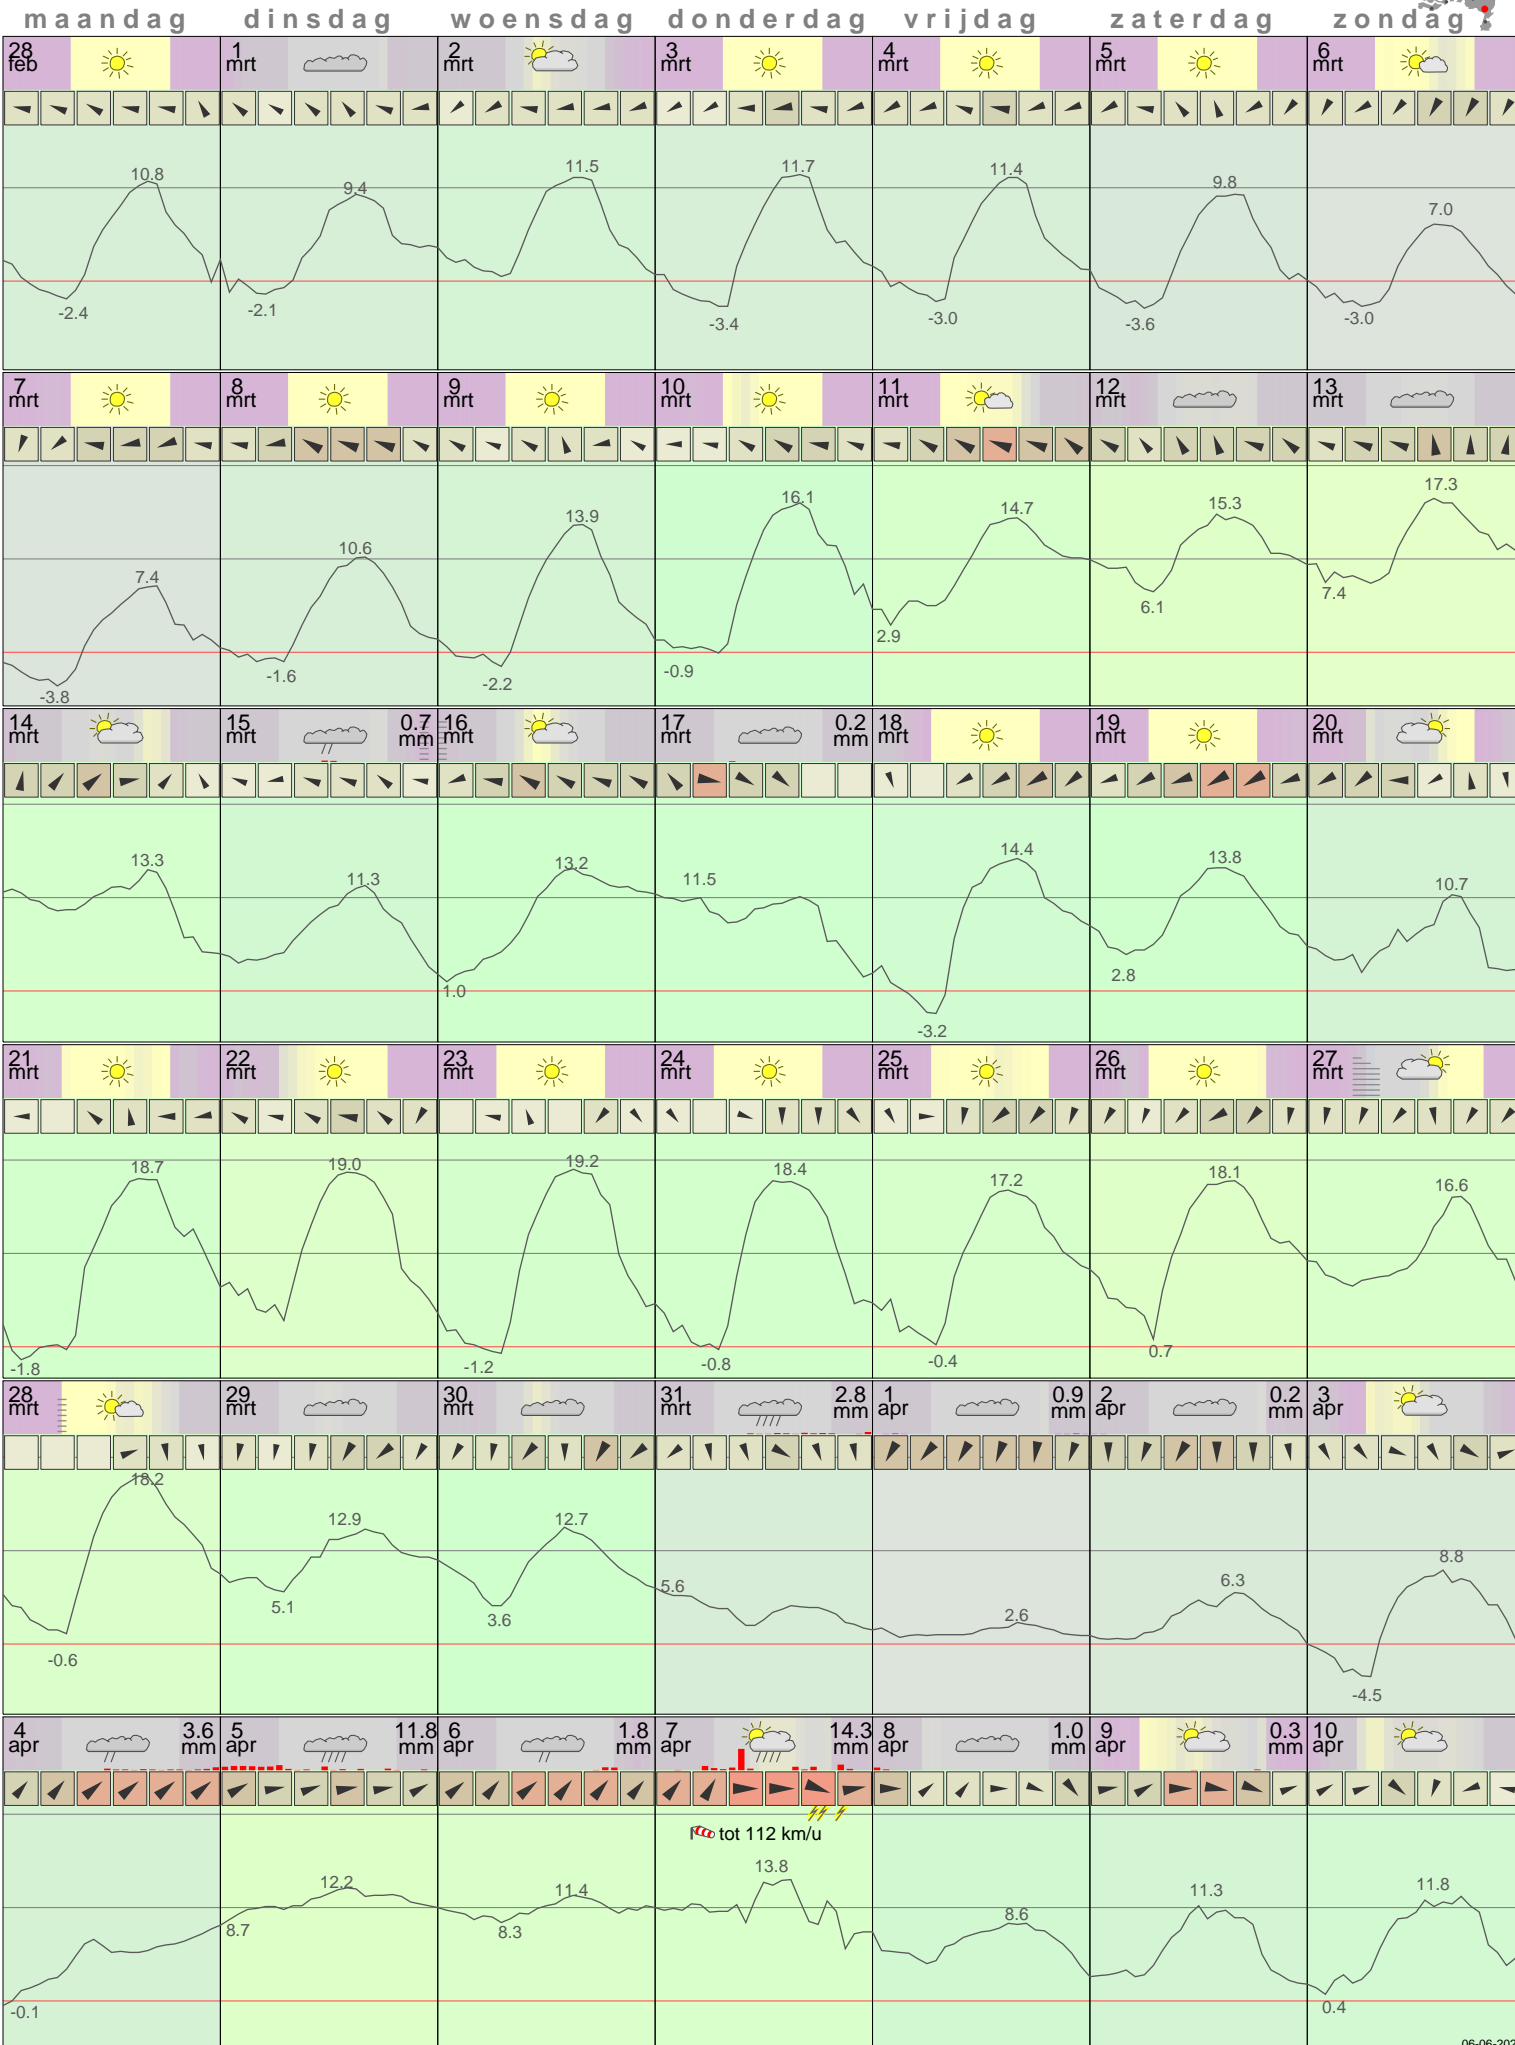 maandag dinsdag woensdag donderdag vrijdag zaterdag zondag
28 feb 1 mrt 2 mrt 3 mrt 4 mrt 5 mrt 6 mrt
10.8 9.4 11.5 11.7 11.4 9.8 7.0
-2.4 -2.1 -3.4 -3.0 -3.6 -3.0
7 mrt 8 mrt 9 mrt 10 mrt 11 mrt 12 mrt 13 mrt
7.4 10.6 13.9 16.1 14.7 15.3 17.3
-3.8 -1.6 -2.2 -0.9 2.9 6.1 7.4
14 mrt 15 mrt 0.7 mm 16 mrt 17 mrt 0.2 mm 18 mrt 19 mrt 20 mrt
13.3 11.3 13.2 11.5 14.4 13.8 10.7
1.0 -3.2 2.8
21 mrt 22 mrt 23 mrt 24 mrt 25 mrt 26 mrt 27 mrt
18.7 19.0 19.2 18.4 17.2 18.1 16.6
-1.8 -1.2 -0.8 -0.4 0.7
28 mrt 29 mrt 30 mrt 31 mrt 2.8 mm 1 apr 0.9 mm 2 apr 0.2 mm 3 apr
18.2 12.9 12.7 5.6 2.6 6.3 8.8
-0.6 5.1 3.6 -4.5
4 apr 3.6 mm 5 apr 11.8 mm 6 apr 1.8 mm 7 apr 14.3 mm 8 apr 1.0 mm 9 apr 0.3 mm 10 apr
tot 112 km/u
12.2 11.4 13.8 8.6 11.3 11.8
-0.1 8.7 8.3 0.4